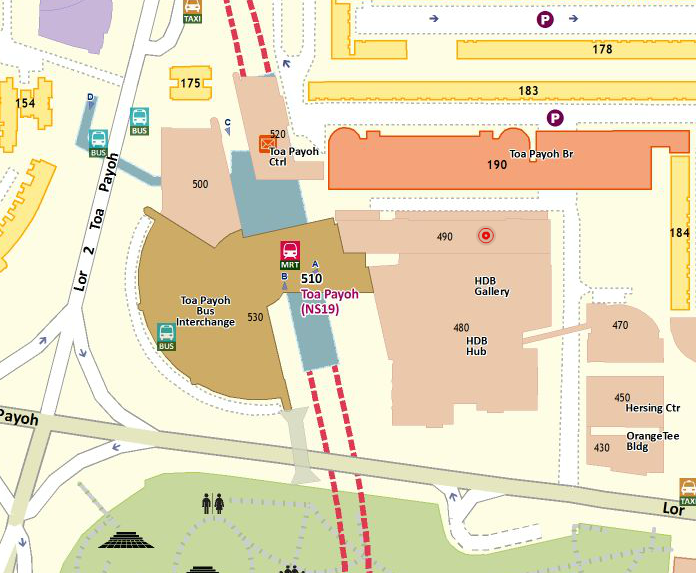 TAXI
P
178
175
183
154
D
BUS
BUS
C
P
520
Toa Payoh
Ctrl
190
Toa Payoh Br
500
Lor 2 Toa Payoh
184
490
MRT
A
B
510
Toa Payoh
(NS19)
HDB
Gallery
Toa Payoh
Bus
Interchange
530
BUS
480
HDB
Hub
470
450
Hersing Ctr
OrangeTee
Bldg
430
Payoh
TAXI
Lor